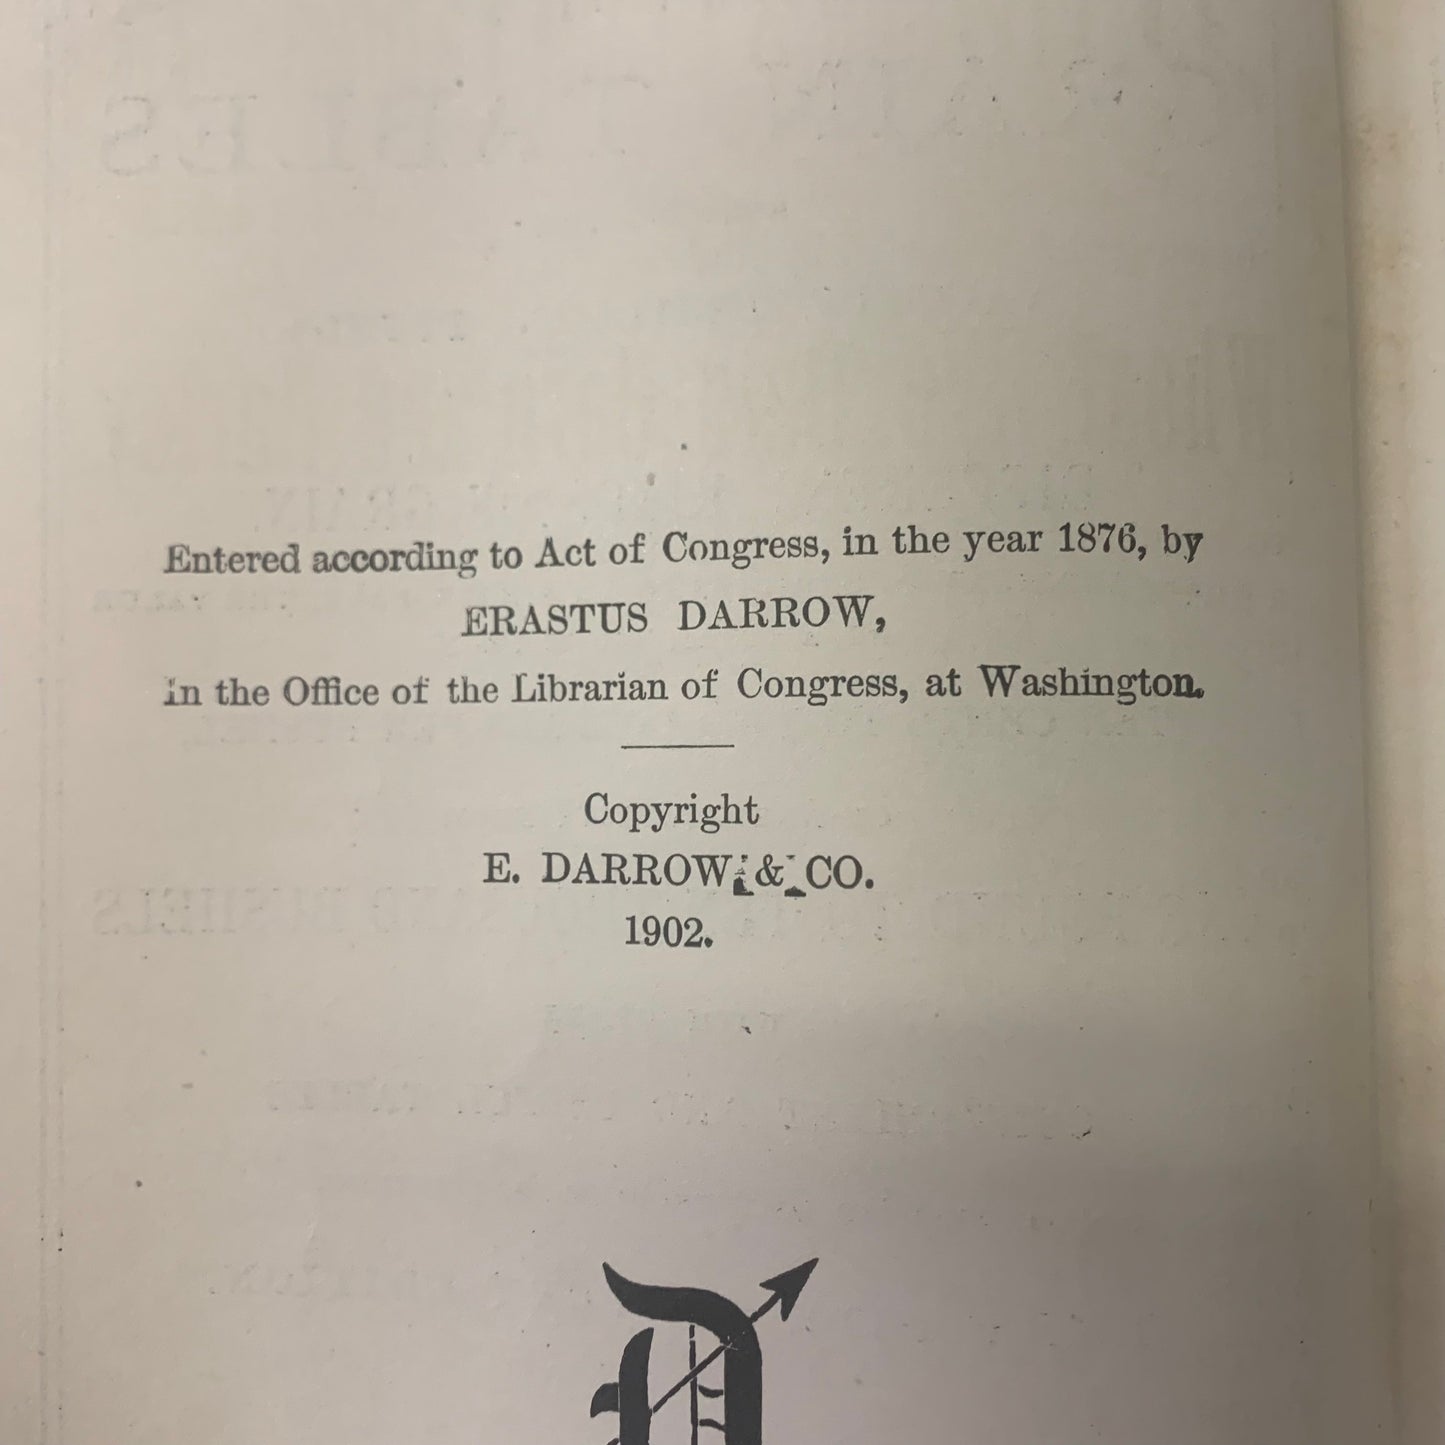 Entered according to Act of Congress, in the year 1876, by
ERASTUS DARROW,
in the Office of the Librarian of Congress, at Washington.
Copyright
E. DARROW & CO.
1902.
D